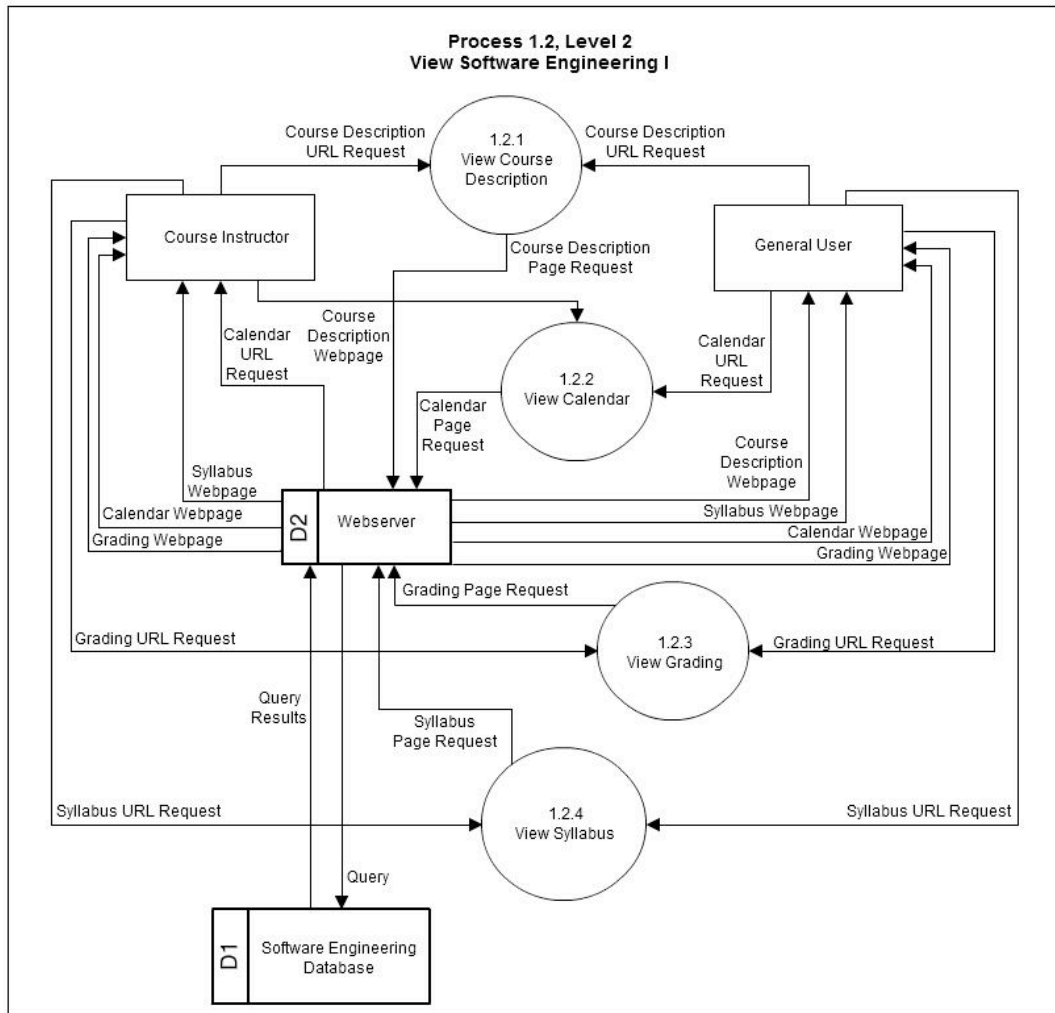 Process 1.2, Level 2
View Software Engineering I
Course Description
URL Request
1.2.1
View Course
Description
Course Description
URL Request
Course Instructor
General User
Course Description
Page Request
Calendar
URL
Request
Course
Description
Webpage
1.2.2
View Calendar
Calendar
URL
Request
Calendar
Page
Request
Syllabus
Webpage
Calendar Webpage
Grading Webpage
D2
Webserver
Course
Description
Webpage
Syllabus Webpage
Calendar Webpage
Grading Webpage
Grading Page Request
Grading URL Request
1.2.3
View Grading
Grading URL Request
Query
Results
Syllabus
Page Request
Syllabus URL Request
1.2.4
View Syllabus
Syllabus URL Request
Query
D1
Software Engineering
Database